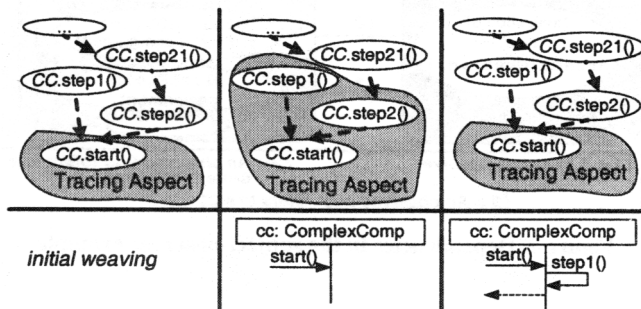 ...
CC.step21()
CC.step1()
CC.step2()
CC.start()
Tracing Aspect
...
CC.step21()
CC.step1()
CC.step2()
CC.start()
Tracing Aspect
...
CC.step21()
CC.step1()
CC.step2()
CC.start()
Tracing Aspect
initial weaving
cc: ComplexComp
start()
cc: ComplexComp
start()
step1()